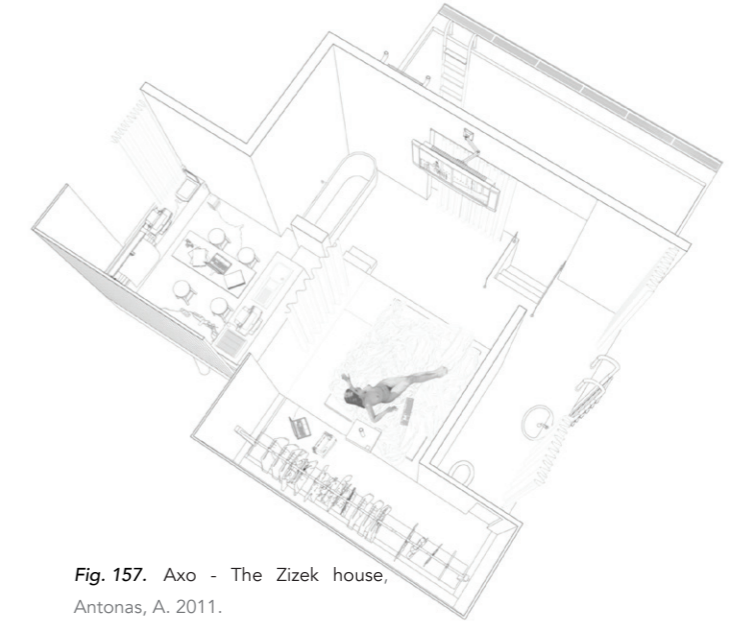 Fig. 157. Axo - The Zizek house,
Antonas, A. 2011.